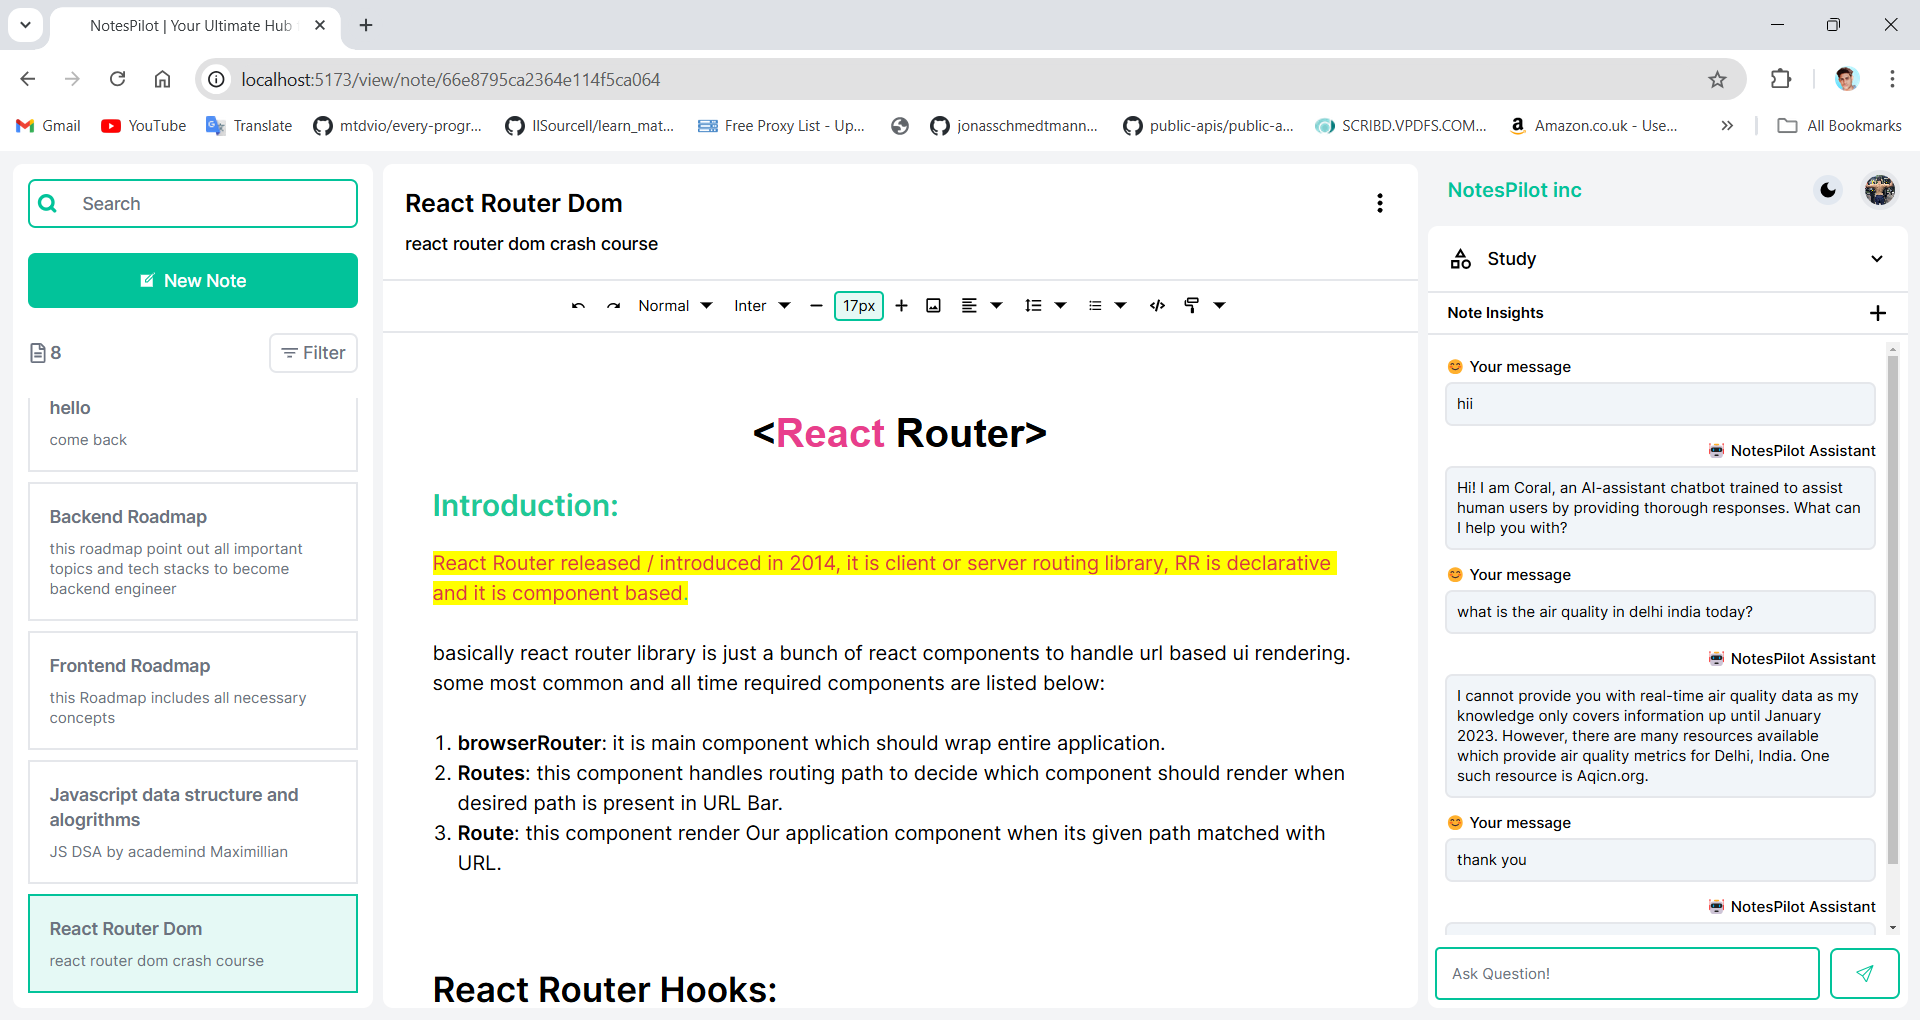 NotesPilot | Your Ultimate Hub
localhost:5173/view/note/66e8795ca2364e114f5ca064
Gmail
YouTube
Translate
mtdvio/every-progr...
llSourcell/learn_mat...
Free Proxy List - Up...
jonasschmedtmann...
public-apis/public-a...
SCRIBD.VPDFS.COM...
Amazon.co.uk - Use...
All Bookmarks
Search
New Note
8
Filter
hello
come back
Backend Roadmap
this roadmap point out all important
topics and tech stacks to become
backend engineer
Frontend Roadmap
this Roadmap includes all necessary
concepts
Javascript data structure and
alogrithms
JS DSA by academind Maximillian
React Router Dom
react router dom crash course
React Router Dom
react router dom crash course
Normal
Inter
17px
<React Router>
Introduction:
React Router released / introduced in 2014, it is client or server routing library, RR is declarative
and it is component based.
basically react router library is just a bunch of react components to handle url based ui rendering.
some most common and all time required components are listed below:
1. browserRouter: it is main component which should wrap entire application.
2. Routes: this component handles routing path to decide which component should render when
desired path is present in URL Bar.
3. Route: this component render Our application component when its given path matched with
URL.
React Router Hooks:
NotesPilot inc
Study
Note Insights
Your message
hii
NotesPilot Assistant
Hi! I am Coral, an AI-assistant chatbot trained to assist
human users by providing thorough responses. What can
I help you with?
Your message
what is the air quality in delhi india today?
NotesPilot Assistant
I cannot provide you with real-time air quality data as my
knowledge only covers information up until January
2023. However, there are many resources available
which provide air quality metrics for Delhi, India. One
such resource is Aqicn.org.
Your message
thank you
NotesPilot Assistant
Ask Question!